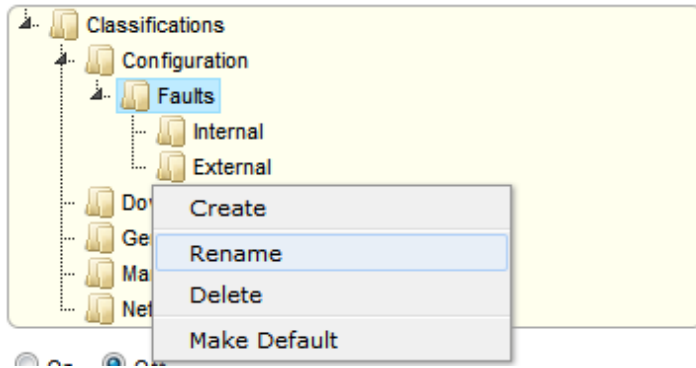 Classifications
Configuration
Faults
Internal
External
Create
Rename
Delete
Make Default